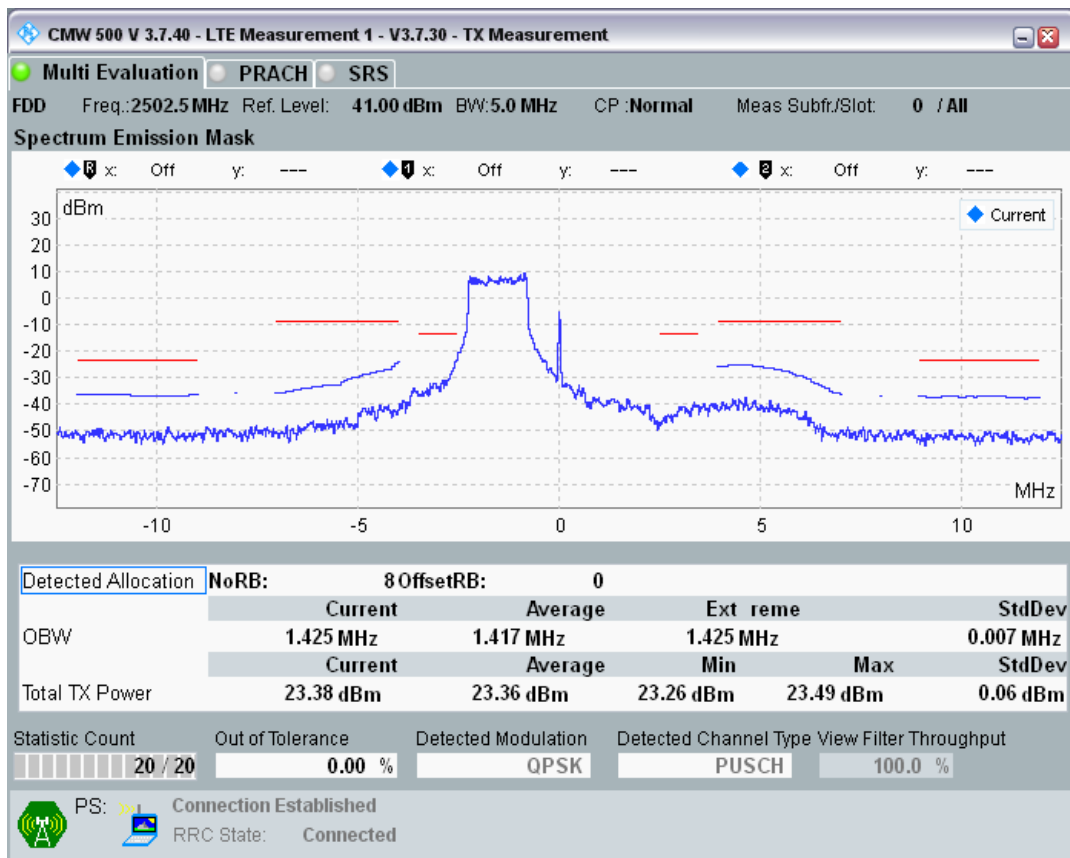 CMW 500 V 3.7.40 - LTE Measurement 1 - V3.7.30 - TX Measurement
Multi Evaluation PRACH SRS
FDD Freq.:2502.5 MHz Ref. Level: 41.00 dBm BW:5.0 MHz CP :Normal Meas Subfr./Slot: 0 / All
Spectrum Emission Mask
R x: Off y: --- 1 x: Off y: --- 2 x: Off y: ---
dBm
Current
30
20
10
0
-10
-20
-30
-40
-50
-60
-70
MHz
-10 -5 0 5 10
Detected Allocation NoRB: 8 OffsetRB: 0
Current Average Ext reme StdDev
OBW 1.425 MHz 1.417 MHz 1.425 MHz 0.007 MHz
Current Average Min Max StdDev
Total TX Power 23.38 dBm 23.36 dBm 23.26 dBm 23.49 dBm 0.06 dBm
Statistic Count Out of Tolerance Detected Modulation Detected Channel Type View Filter Throughput
20 / 20 0.00 % QPSK PUSCH 100.0 %
PS: Connection Established
RRC State: Connected